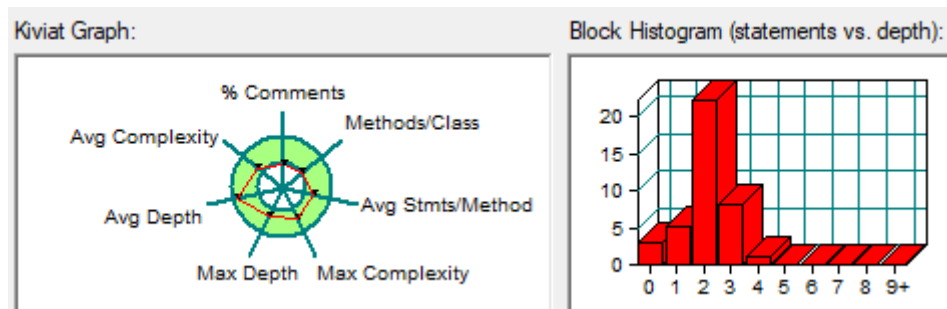 Kiviat Graph:
% Comments
Avg Complexity
Methods/Class
Avg Depth
Avg Stmts/Method
Max Depth
Max Complexity
Block Histogram (statements vs. depth):
20
15
10
5
0
0 1 2 3 4 5 6 7 8 9+